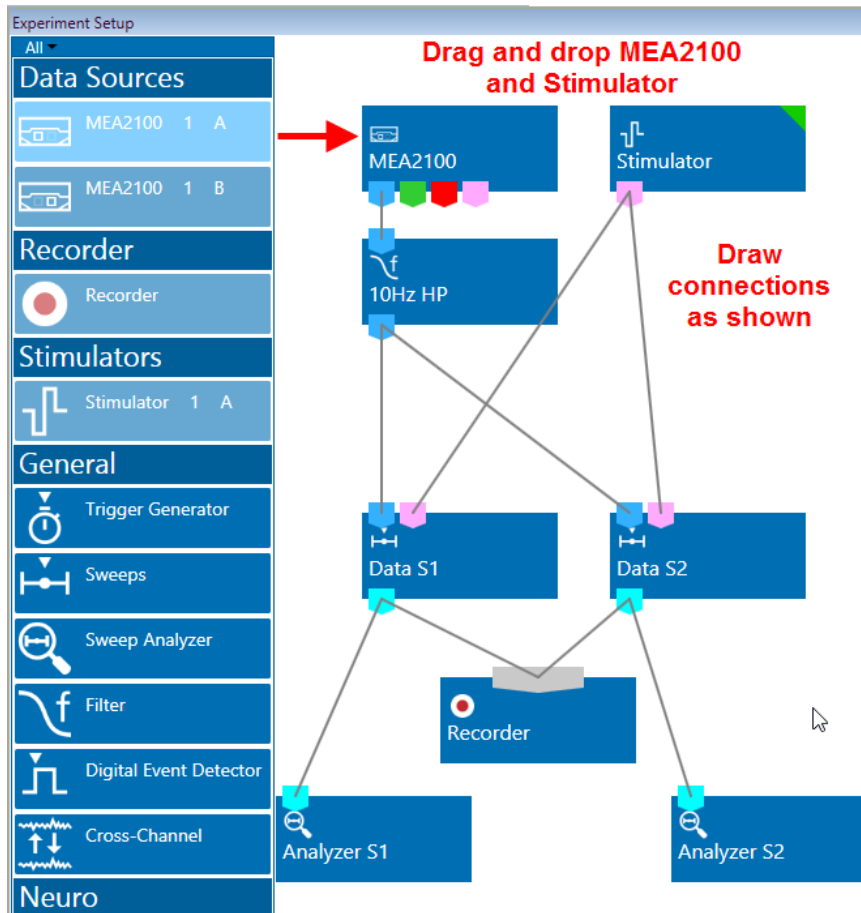 Experiment Setup
All
Data Sources
MEA2100 1 A
MEA2100 1 B
Recorder
Recorder
Stimulators
Stimulator 1 A
General
Trigger Generator
Sweeps
Sweep Analyzer
Filter
Digital Event Detector
Cross-Channel
Neuro
Drag and drop MEA2100
and Stimulator
MEA2100
Stimulator
f
10Hz HP
Draw
connections
as shown
Data S1
Data S2
Recorder
Analyzer S1
Analyzer S2